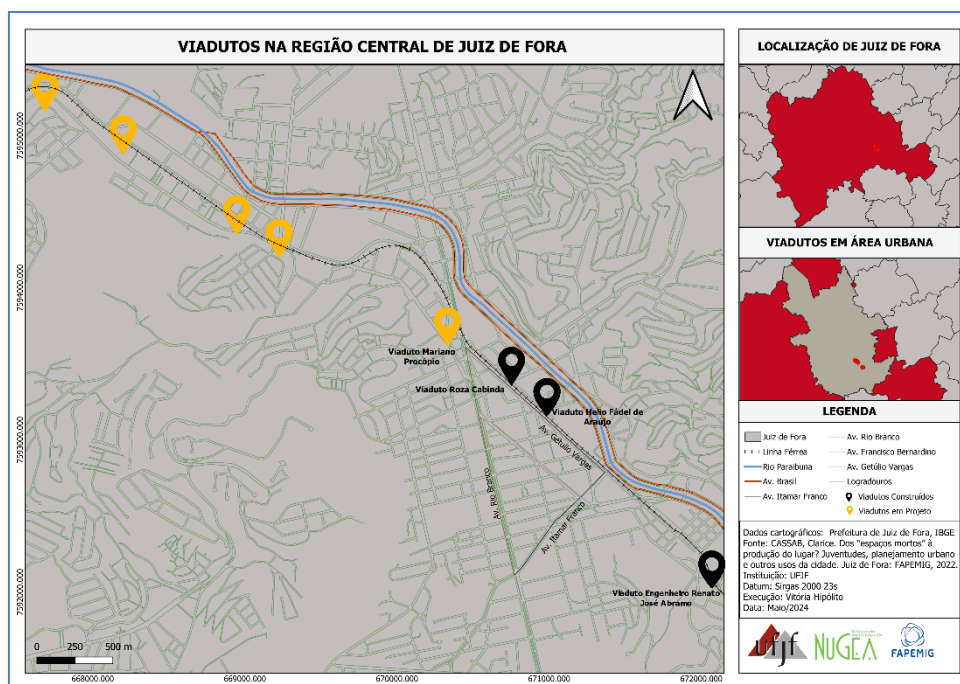 VIADUTOS NA REGIÃO CENTRAL DE JUIZ DE FORA
7595000.000
7594000.000
7593000.000
7592000.000
Viaduto Mariano
Procópio
Viaduto Roza Cabinda
Viaduto Helio Fádel de
Araujo
Av. Getúlio Vargas
Av. Rio Branco
Av. Itamar Franco
Viaduto Engenheiro Renato
José Abramo
0 250 500 m
668000.000 669000.000 670000.000 671000.000 672000.000
LOCALIZAÇÃO DE JUIZ DE FORA
VIADUTOS EM ÁREA URBANA
LEGENDA
Juiz de Fora
Linha Férrea
Rio Paraibuna
Av. Brasil
Av. Itamar Franco
Av. Rio Branco
Av. Francisco Bernardino
Av. Getúlio Vargas
Logradouros
Viadutos Construídos
Viadutos em Projeto
Dados cartográficos: Prefeitura de Juiz de Fora, IBGE
Fonte: CASSAB, Clarice. Dos "espaços mortos" à
produção do lugar? Juventudes, planejamento urbano
e outros usos da cidade. Juiz de Fora: FAPEMIG, 2022.
Instituição: UFJF
Datum: Sirgas 2000 23s
Execução: Vitória Hipólito
Data: Maio/2024
ufjf
NUGEA
FAPEMIG